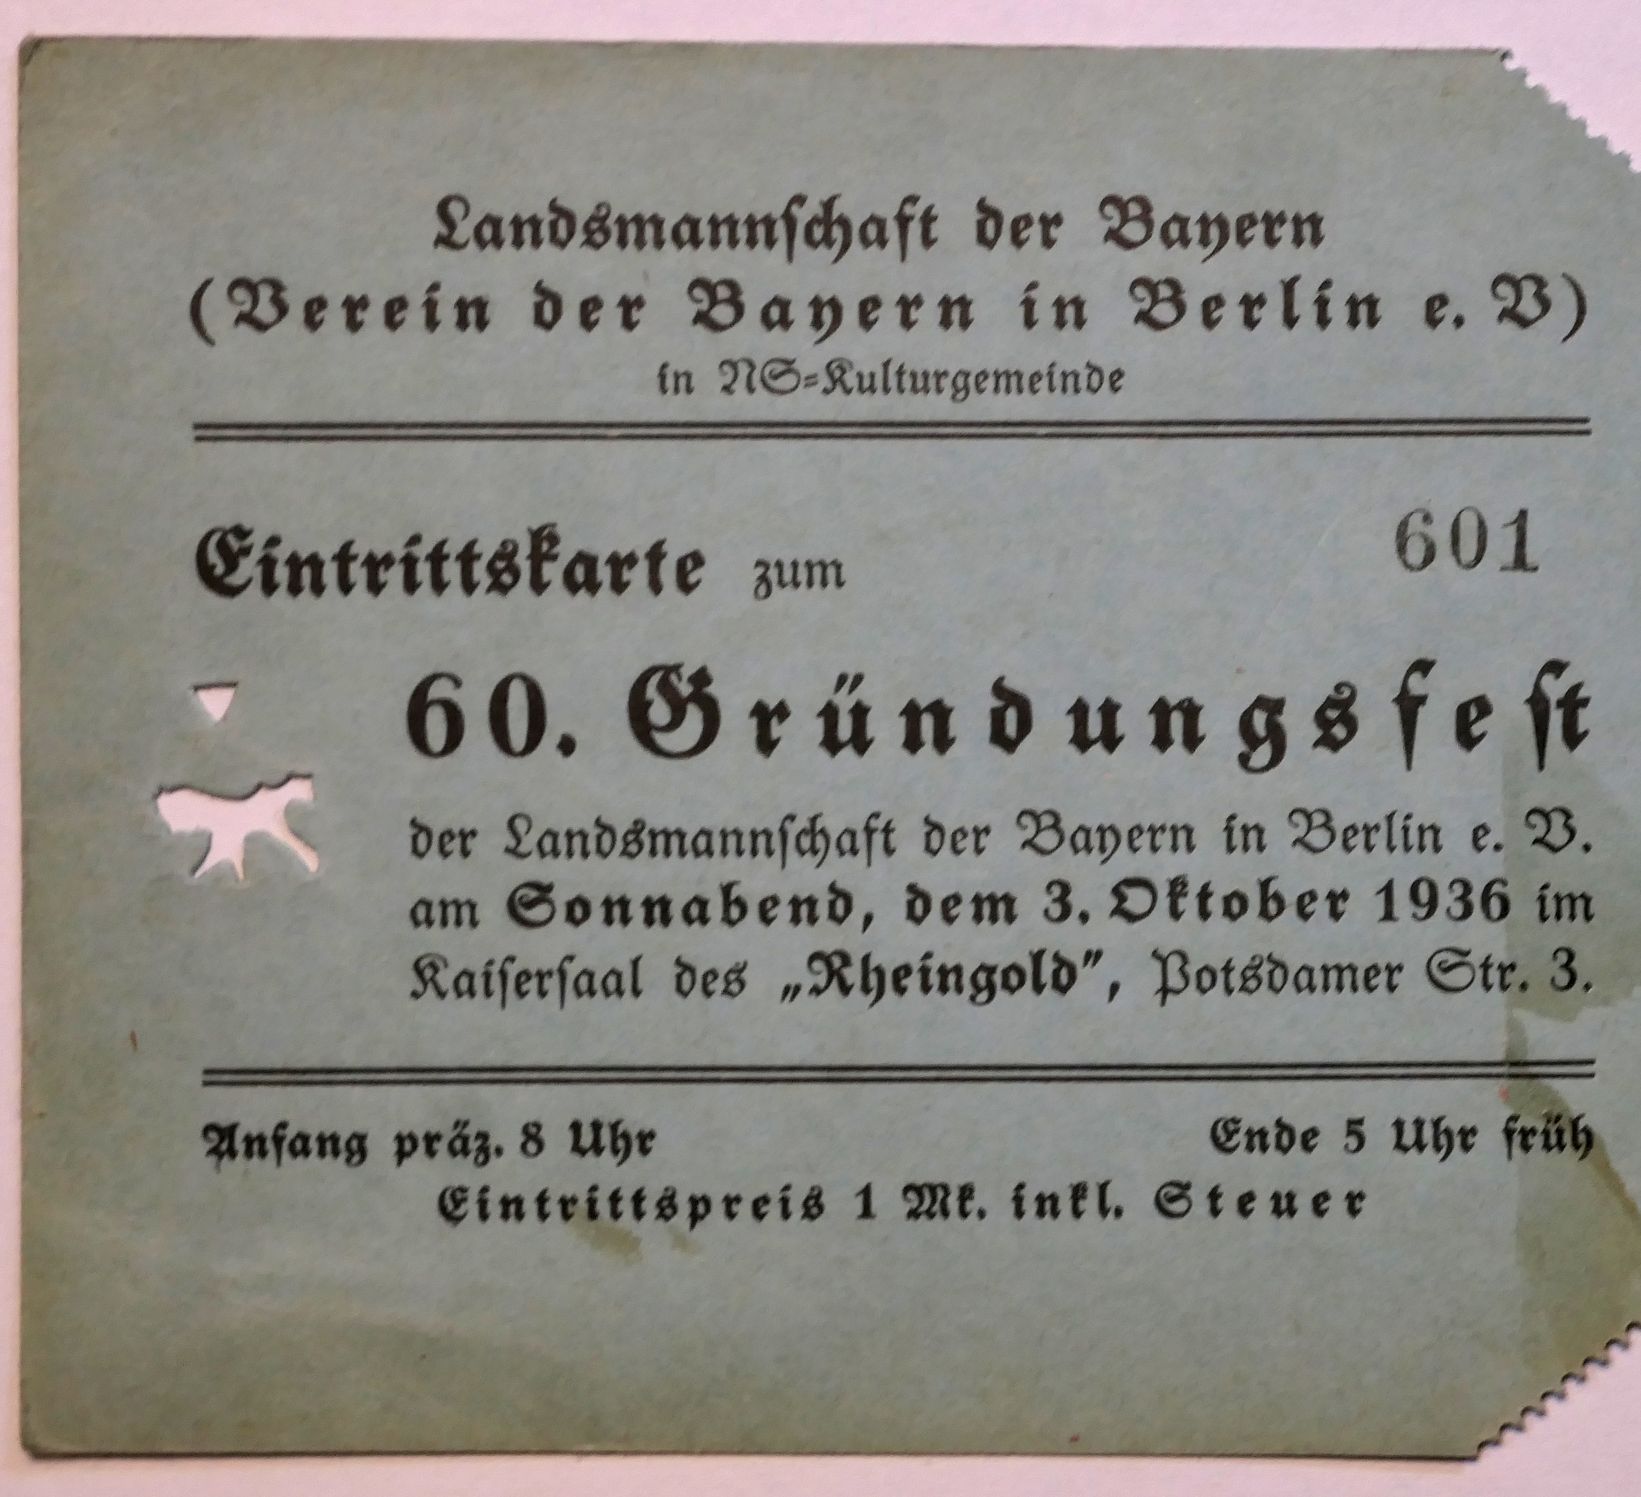 Landsmannschaft der Bayern
(Verein der Bayern in Berlin e. V)
in NS-Kulturgemeinde
Eintrittskarte zum 601
60. Gründungsfest
der Landsmannschaft der Bayern in Berlin e. V.
am Sonnabend, dem 3. Oktober 1936 im
Kaisersaal des „Rheingold”, Potsdamer Str. 3.
Anfang präz. 8 Uhr Ende 5 Uhr früh
Eintrittspreis 1 Mk. inkl. Steuer